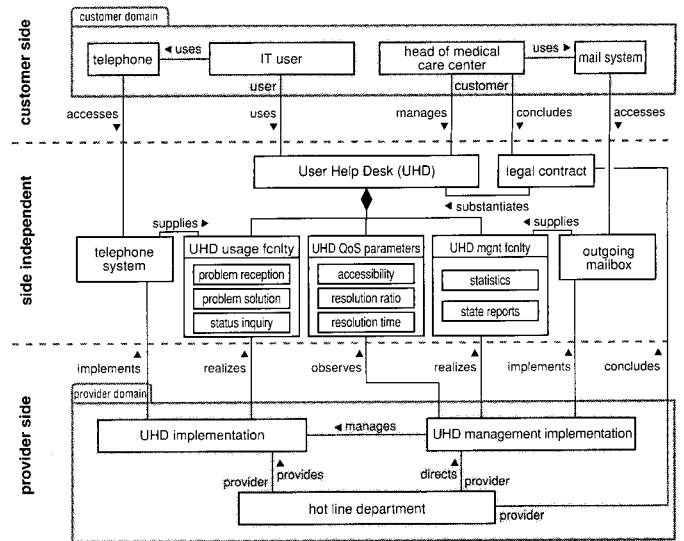 customer side
customer domain
telephone
◄ uses
IT user
head of medical
care center
uses ►
mail system
user
customer
accesses
uses
manages
concludes
accesses
side independent
User Help Desk (UHD)
legal contract
◄ substantiates
supplies ►
◄ supplies
telephone
system
UHD usage fcnlty
problem reception
problem solution
status inquiry
UHD QoS parameters
accessibility
resolution ratio
resolution time
UHD mgnt fcnlty
statistics
state reports
outgoing
mailbox
implements
realizes
observes
realizes
implements
concludes
provider side
provider domain
UHD implementation
◄ manages
UHD management implementation
provider
provides
directs
provider
hot line department
provider